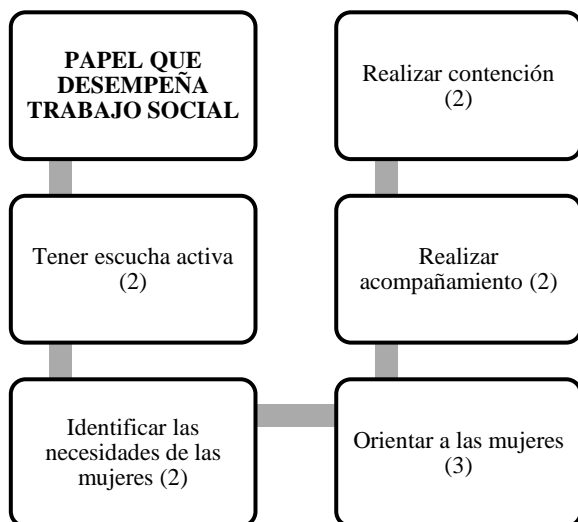 PAPEL QUE
DESEMPEÑA
TRABAJO SOCIAL
Tener escucha activa
(2)
Identificar las
necesidades de las
mujeres (2)
Orientar a las mujeres
(3)
Realizar
acompañamiento (2)
Realizar contención
(2)